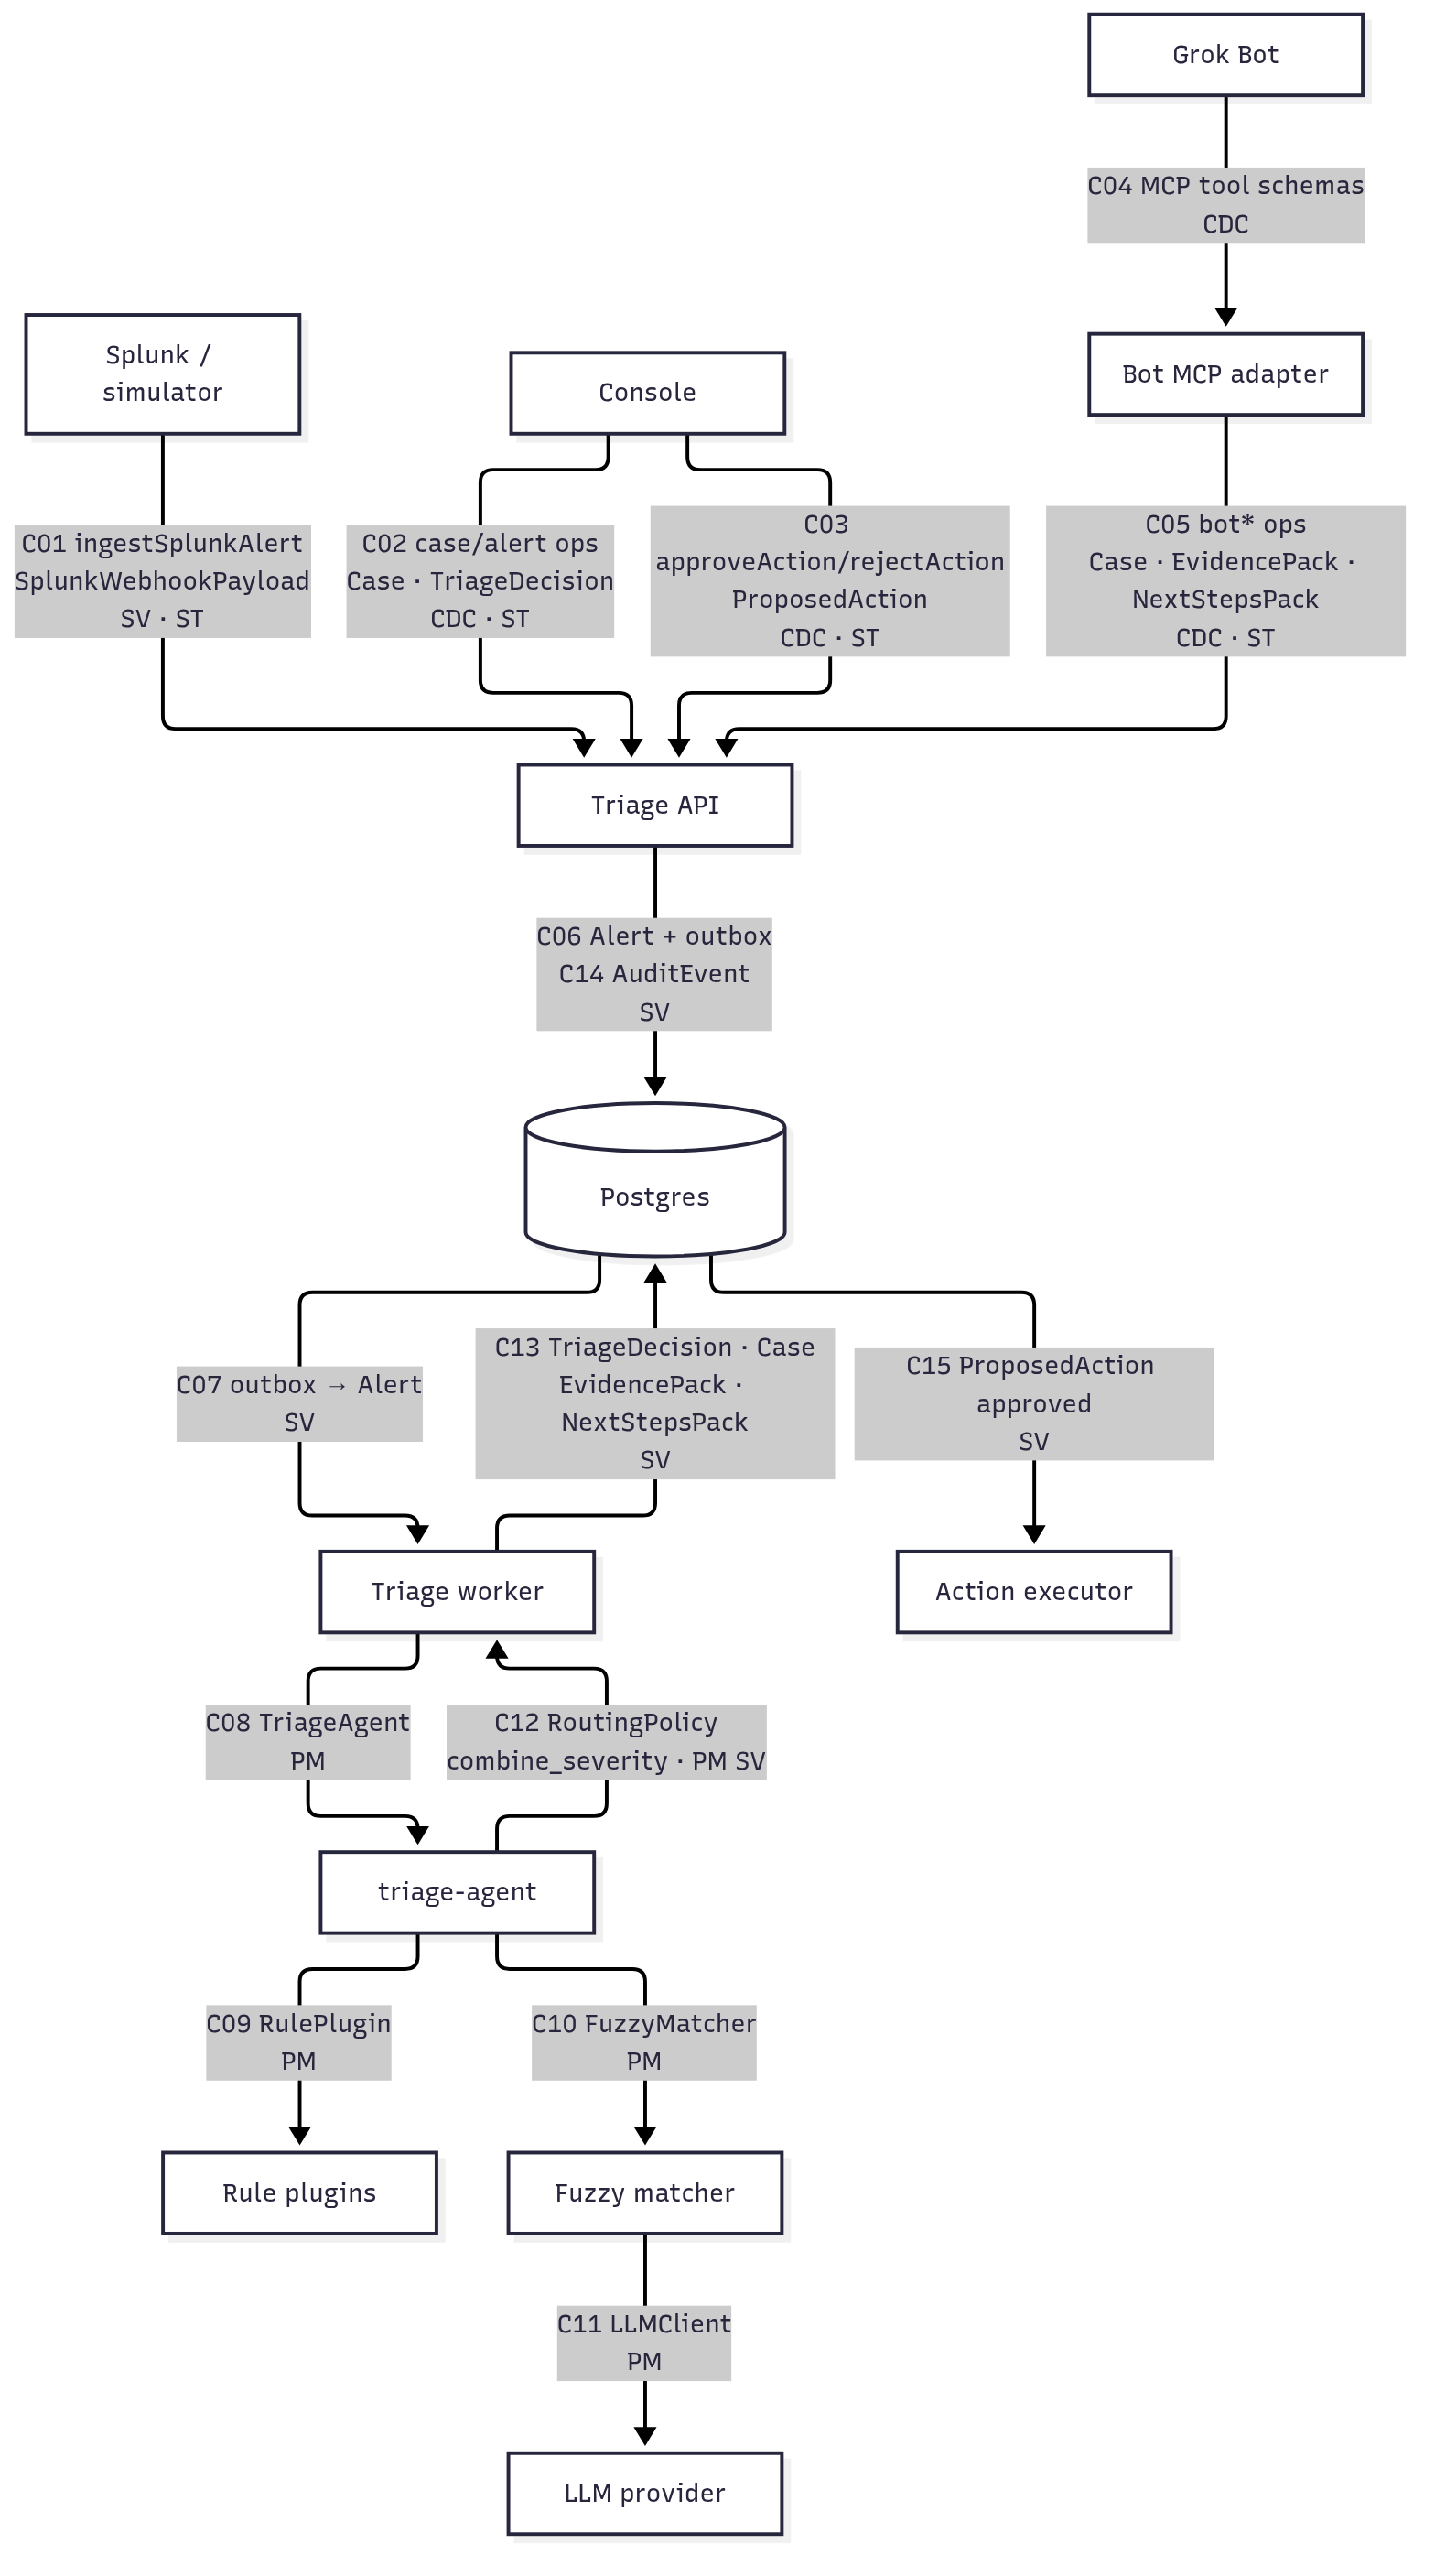 Grok Bot
C04 MCP tool schemas
CDC
Splunk /
simulator
Console
Bot MCP adapter
C01 ingestSplunkAlert
SplunkWebhookPayload
SV · ST
C02 case/alert ops
Case · TriageDecision
CDC · ST
C03
approveAction/rejectAction
ProposedAction
CDC · ST
C05 bot* ops
Case · EvidencePack ·
NextStepsPack
CDC · ST
Triage API
C06 Alert + outbox
C14 AuditEvent
SV
Postgres
C07 outbox → Alert
SV
C13 TriageDecision · Case
EvidencePack ·
NextStepsPack
SV
C15 ProposedAction
approved
SV
Triage worker
Action executor
C08 TriageAgent
PM
C12 RoutingPolicy
combine_severity · PM SV
triage-agent
C09 RulePlugin
PM
C10 FuzzyMatcher
PM
Rule plugins
Fuzzy matcher
C11 LLMClient
PM
LLM provider